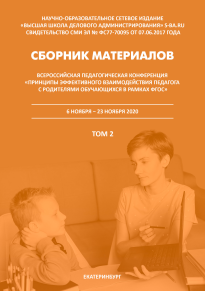 НАУЧНО-ОБРАЗОВАТЕЛЬНОЕ СЕТЕВОЕ ИЗДАНИЕ
«ВЫСШАЯ ШКОЛА ДЕЛОВОГО АДМИНИСТРИРОВАНИЯ» S-BA.RU
СВИДЕТЕЛЬСТВО СМИ ЭЛ № ФС77-70095 ОТ 07.06.2017 ГОДА
СБОРНИК МАТЕРИАЛОВ
ВСЕРОССИЙСКАЯ ПЕДАГОГИЧЕСКАЯ КОНФЕРЕНЦИЯ
«ПРИНЦИПЫ ЭФФЕКТИВНОГО ВЗАИМОДЕЙСТВИЯ ПЕДАГОГА
С РОДИТЕЛЯМИ ОБУЧАЮЩИХСЯ В РАМКАХ ФГОС»
6 НОЯБРЯ – 23 НОЯБРЯ 2020
ТОМ 2
ЕКАТЕРИНБУРГ